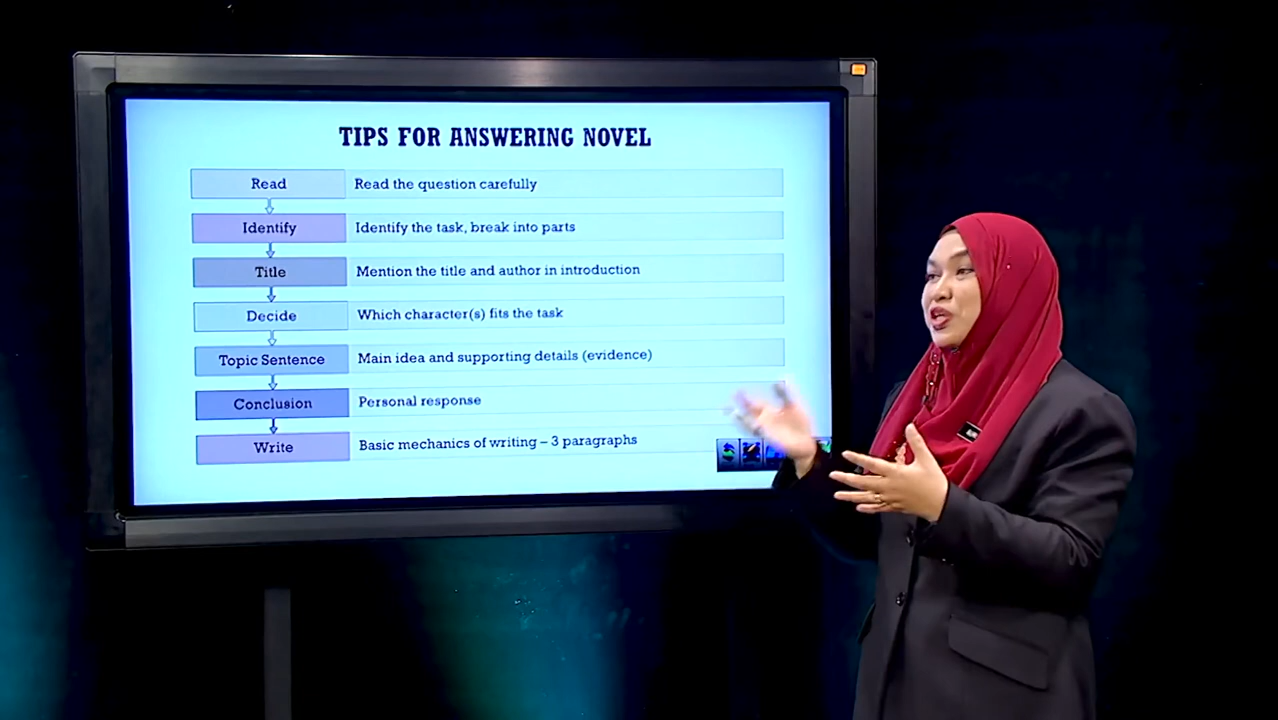 TIPS FOR ANSWERING NOVEL
Read Read the question carefully
Identify Identify the task, break into parts
Title Mention the title and author in introduction
Decide Which character(s) fits the task
Topic Sentence Main idea and supporting details (evidence)
Conclusion Personal response
Write Basic mechanics of writing – 3 paragraphs